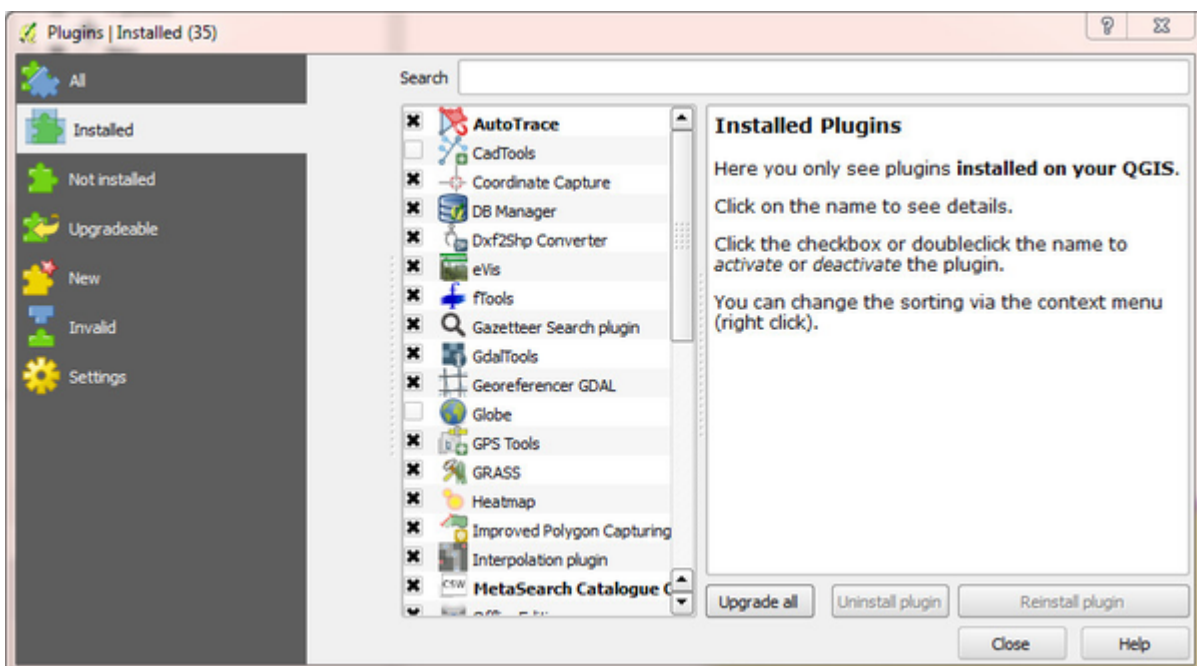 Plugins | Installed (35)
All
Installed
Not installed
Upgradeable
New
Invalid
Settings
Search
AutoTrace
CadTools
Coordinate Capture
DB Manager
Dxf2Shp Converter
eVis
fTools
Gazetteer Search plugin
GdalTools
Georeferencer GDAL
Globe
GPS Tools
GRASS
Heatmap
Improved Polygon Capturing
Interpolation plugin
CSW MetaSearch Catalogue
Installed Plugins
Here you only see plugins installed on your QGIS.
Click on the name to see details.
Click the checkbox or doubleclick the name to
activate or deactivate the plugin.
You can change the sorting via the context menu
(right click).
Upgrade all
Uninstall plugin
Reinstall plugin
Close
Help